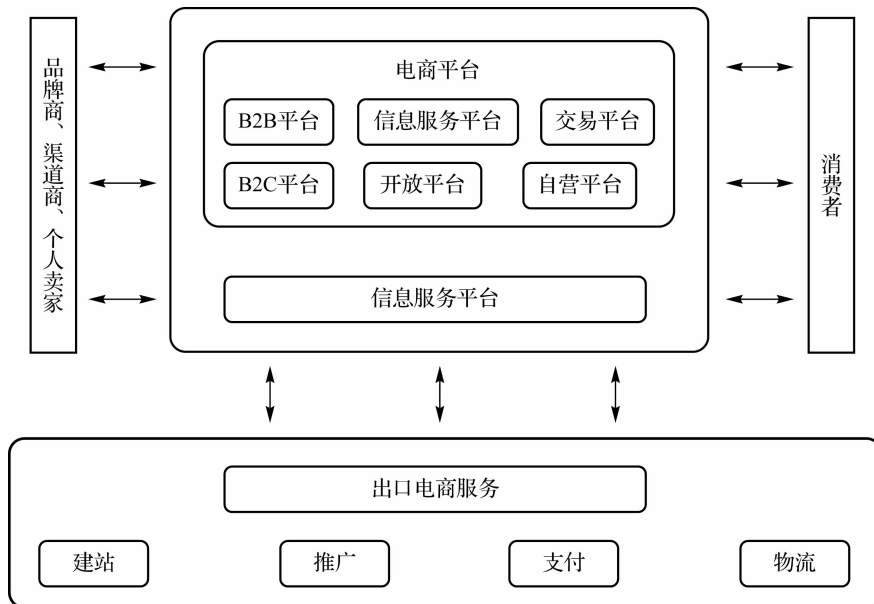 品牌商、渠道商、个人卖家
电商平台
B2B平台
信息服务平台
交易平台
B2C平台
开放平台
自营平台
信息服务平台
消费者
出口电商服务
建站
推广
支付
物流